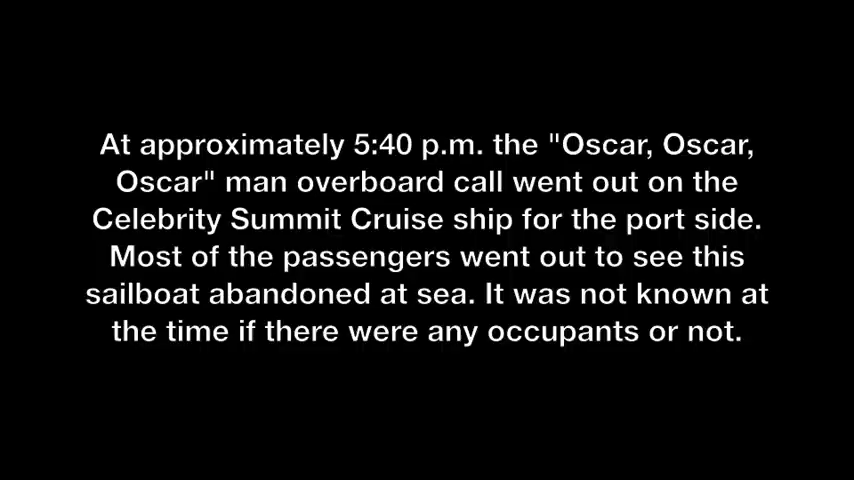 At approximately 5:40 p.m. the "Oscar, Oscar,
Oscar" man overboard call went out on the
Celebrity Summit Cruise ship for the port side.
Most of the passengers went out to see this
sailboat abandoned at sea. It was not known at
the time if there were any occupants or not.